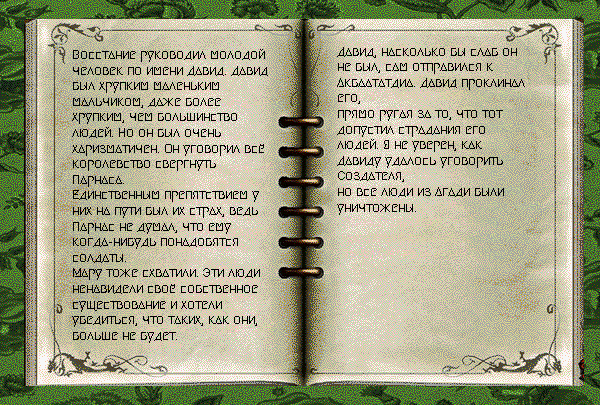 Восстание руководил молодой
человек по имени Давид. Давид
был хрупким маленьким
мальчиком, даже более
хрупким, чем большинство
людей. Но он был очень
харизматичен. Он уговорил всё
королевство свергнуть
Парнаса.
Единственным препятствием у
них на пути был их страх, ведь
Парнас не думал, что ему
когда-нибудь понадобятся
солдаты.
Мару тоже схватили. Эти люди
ненавидели своё собственное
существование и хотели
убедиться, что таких, как они,
больше не будет.
Давид, насколько бы слаб он
не был, сам отправился к
Акбаататдиа. Давид проклинал
его,
прямо ругая за то, что тот
допустил страдания его
людей. Я не уверен, как
Давиду удалось уговорить
Создателя,
но все люди из Агади были
уничтожены.